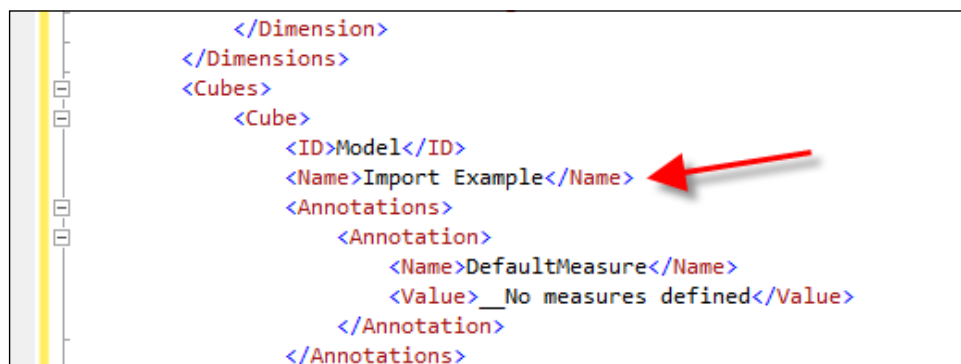 </Dimension>
</Dimensions>
<Cubes>
<Cube>
<ID>Model</ID>
<Name>Import Example</Name>
<Annotations>
<Annotation>
<Name>DefaultMeasure</Name>
<Value>__No measures defined</Value>
</Annotation>
</Annotations>